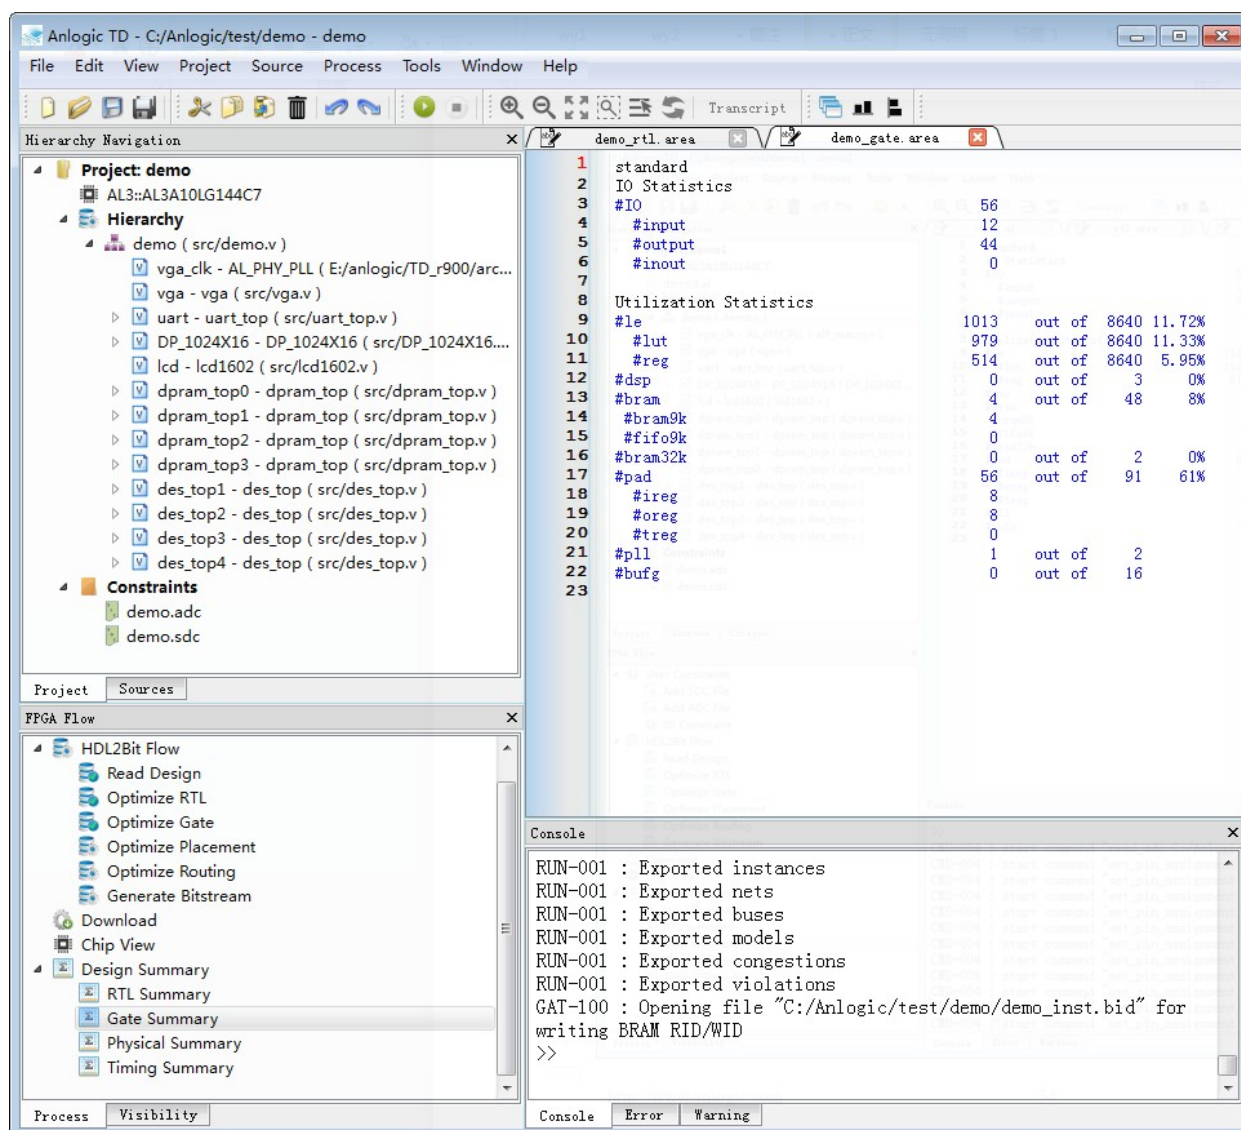 Anlogic TD - C:/Anlogic/test/demo - demo
File Edit View Project Source Process Tools Window Help
Transcript
Hierarchy Navigation
Project: demo
AL3::AL3A10LG144C7
Hierarchy
demo ( src/demo.v )
vga_clk - AL_PHY_PLL ( E:/anlogic/TD_r900/arc...
vga - vga ( src/vga.v )
uart - uart_top ( src/uart_top.v )
DP_1024X16 - DP_1024X16 ( src/DP_1024X16....
lcd - lcd1602 ( src/lcd1602.v )
dpram_top0 - dpram_top ( src/dpram_top.v )
dpram_top1 - dpram_top ( src/dpram_top.v )
dpram_top2 - dpram_top ( src/dpram_top.v )
dpram_top3 - dpram_top ( src/dpram_top.v )
des_top1 - des_top ( src/des_top.v )
des_top2 - des_top ( src/des_top.v )
des_top3 - des_top ( src/des_top.v )
des_top4 - des_top ( src/des_top.v )
Constraints
demo.adc
demo.sdc
Project Sources
FPGA Flow
HDL2Bit Flow
Read Design
Optimize RTL
Optimize Gate
Optimize Placement
Optimize Routing
Generate Bitstream
Download
Chip View
Design Summary
RTL Summary
Gate Summary
Physical Summary
Timing Summary
Process Visibility
demo_rtl.area demo_gate.area
1 standard
2 IO Statistics
3 #IO 56
4 #input 12
5 #output 44
6 #inout 0
7
8 Utilization Statistics
9 #le 1013 out of 8640 11.72%
10 #lut 979 out of 8640 11.33%
11 #reg 514 out of 8640 5.95%
12 #dsp 0 out of 3 0%
13 #bram 4 out of 48 8%
14 #bram9k 4
15 #fifo9k 0
16 #bram32k 0 out of 2 0%
17 #pad 56 out of 91 61%
18 #ireg 8
19 #oreg 8
20 #treg 0
21 #pll 1 out of 2
22 #bufg 0 out of 16
23
Console
RUN-001 : Exported instances
RUN-001 : Exported nets
RUN-001 : Exported buses
RUN-001 : Exported models
RUN-001 : Exported congestions
RUN-001 : Exported violations
GAT-100 : Opening file "C:/Anlogic/test/demo/demo_inst.bid" for
writing BRAM RID/WID
>>
Console Error Warning